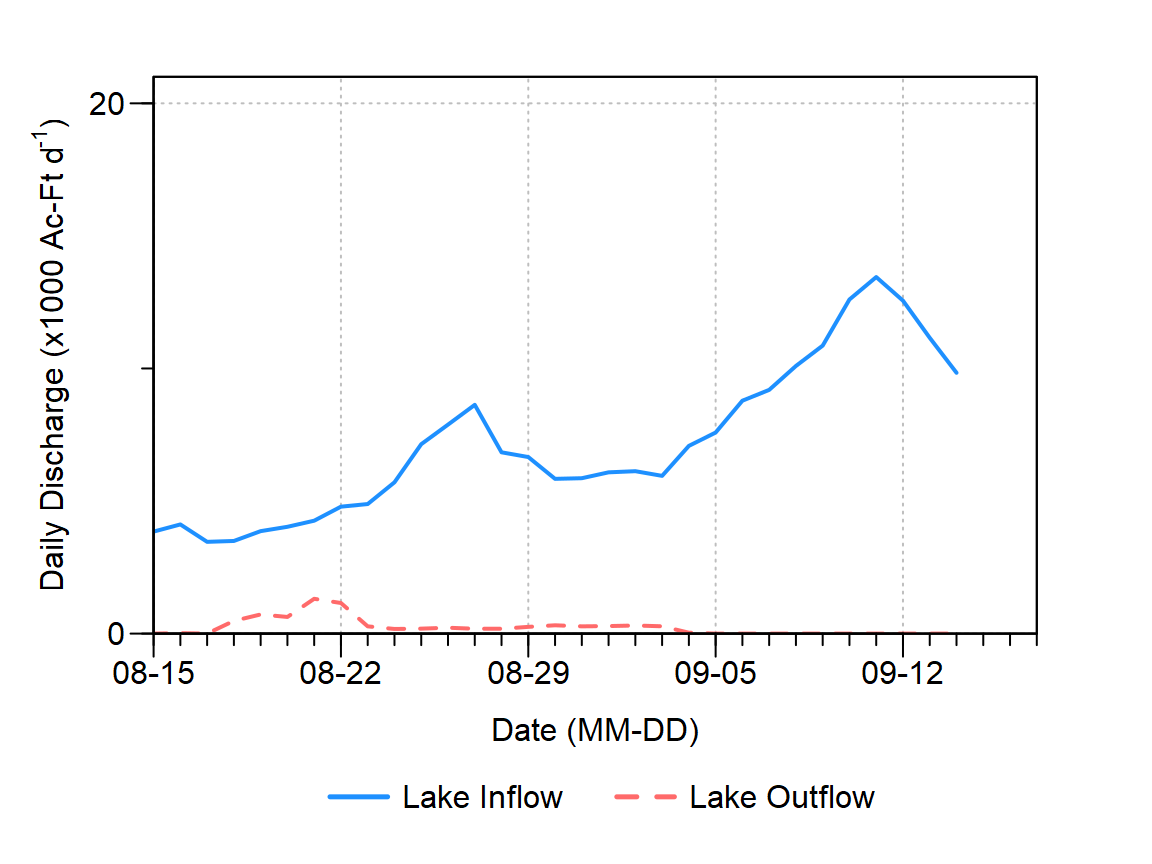 20
0
Daily Discharge (x1000 Ac-Ft d⁻¹)
08-15 08-22 08-29 09-05 09-12
Date (MM-DD)
Lake Inflow Lake Outflow